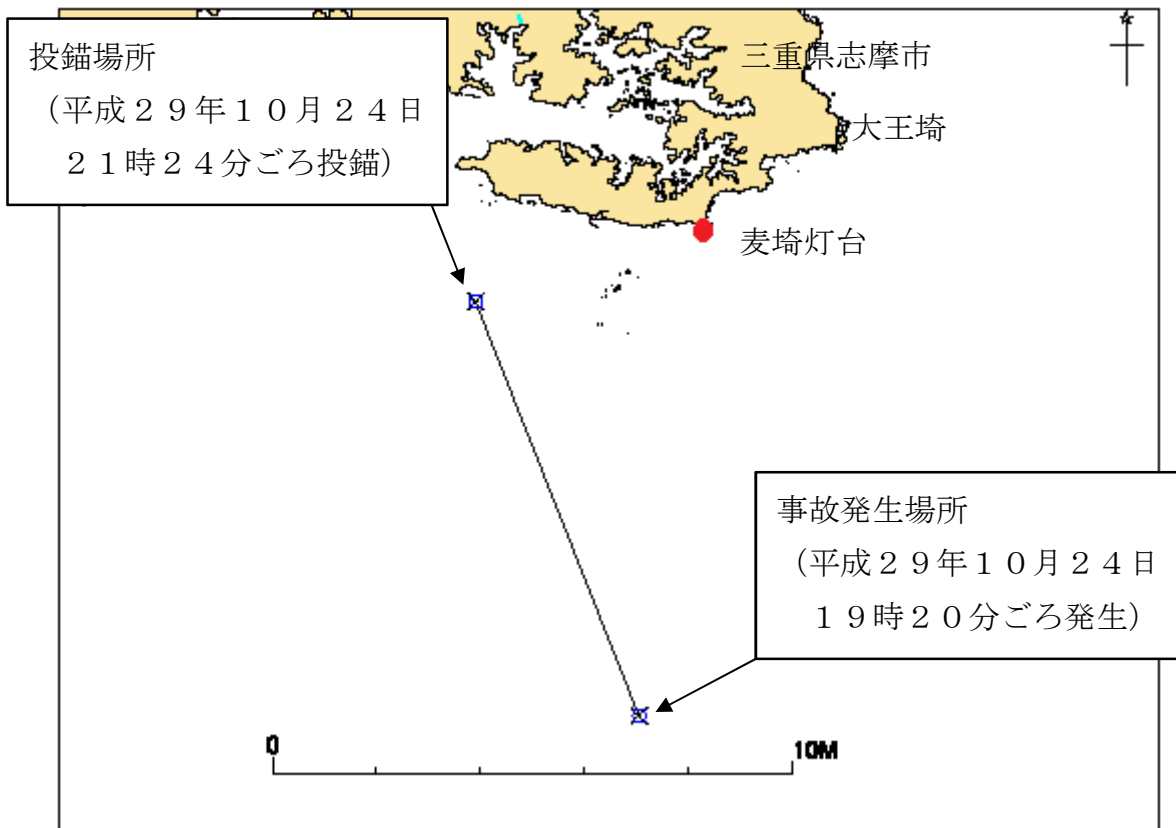 投錨場所
（平成２９年１０月２４日
２１時２４分ごろ投錨）
三重県志摩市
大王埼
麦埼灯台
事故発生場所
（平成２９年１０月２４日
１９時２０分ごろ発生）
0 10M